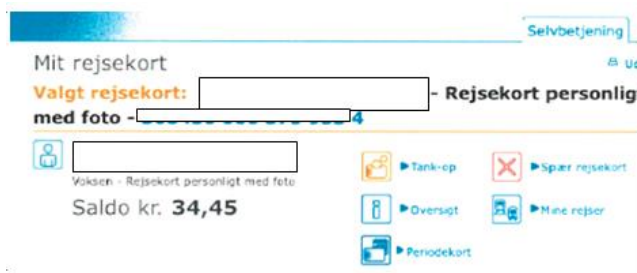 Selvbetjening
Mit rejsekort
Valgt rejsekort: - Rejsekort personligt
med foto - 4
Voksen - Rejsekort personligt med foto
Saldo kr. 34,45
Tank-op
Spær rejsekort
Oversigt
Mine rejser
Periodekort